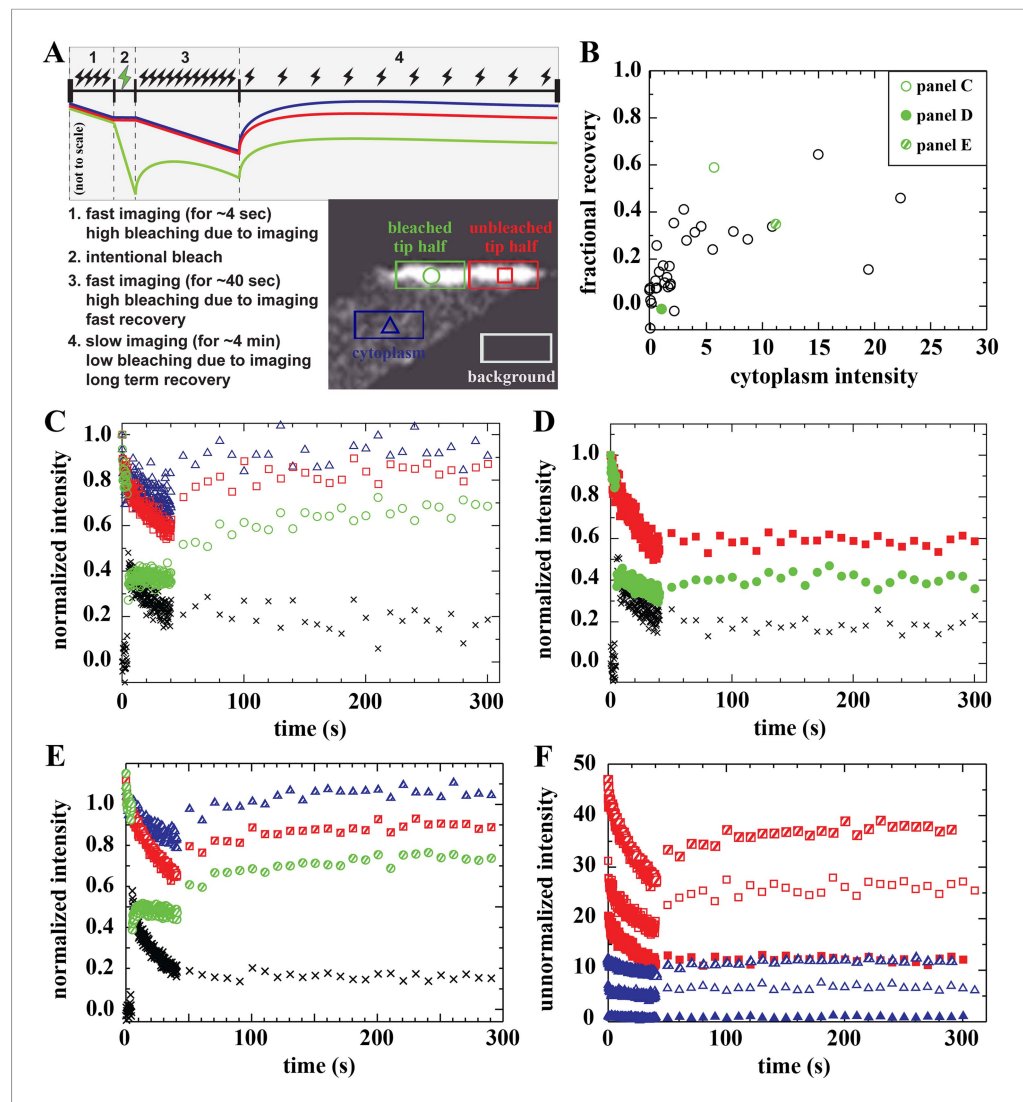 A
1 2 3 4
(not to scale)
1. fast imaging (for ~4 sec)
high bleaching due to imaging
2. intentional bleach
3. fast imaging (for ~40 sec)
high bleaching due to imaging
fast recovery
4. slow imaging (for ~4 min)
low bleaching due to imaging
long term recovery
bleached
tip half
unbleached
tip half
cytoplasm
background
B
fractional recovery
1.0
0.8
0.6
0.4
0.2
0.0
0 5 10 15 20 25 30
cytoplasm intensity
panel C
panel D
panel E
C
normalized intensity
1.0
0.8
0.6
0.4
0.2
0.0
0 100 200 300
time (s)
D
normalized intensity
1.0
0.8
0.6
0.4
0.2
0.0
0 100 200 300
time (s)
E
normalized intensity
1.0
0.8
0.6
0.4
0.2
0.0
0 100 200 300
time (s)
F
unnormalized intensity
50
40
30
20
10
0
0 100 200 300
time (s)